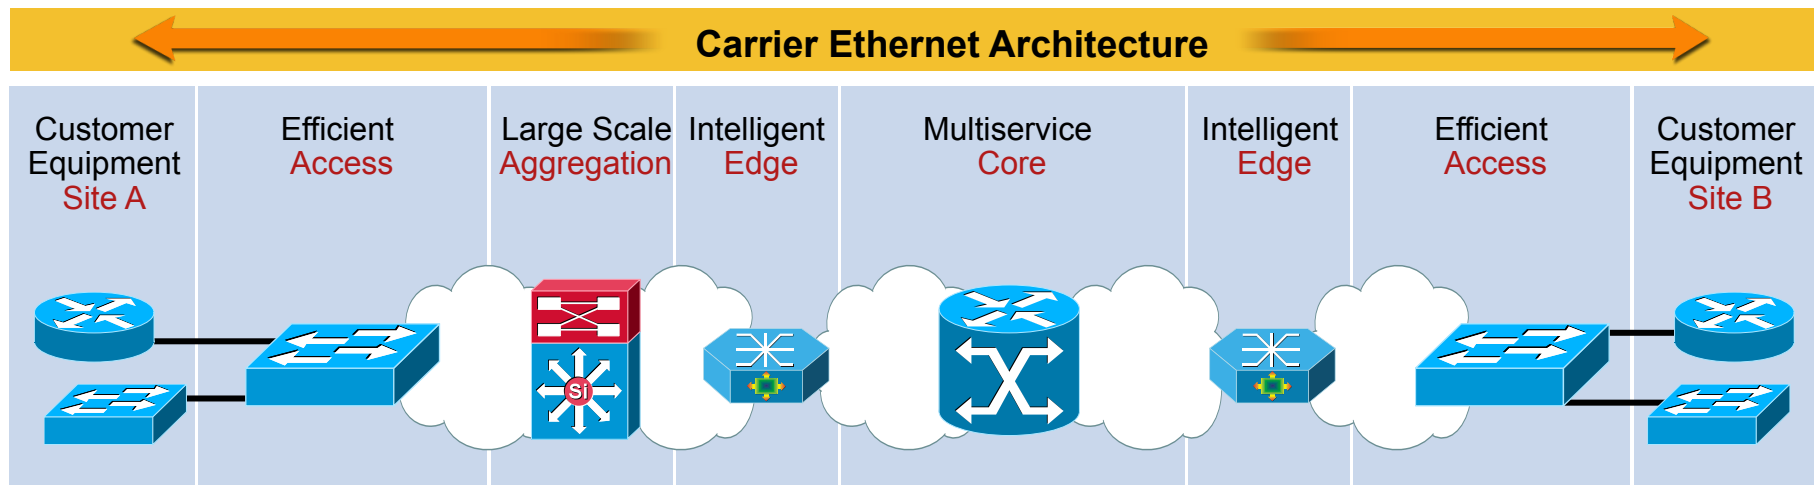 Carrier Ethernet Architecture
Customer
Equipment
Site A
Efficient
Access
Large Scale
Aggregation
Intelligent
Edge
Multiservice
Core
Intelligent
Edge
Efficient
Access
Customer
Equipment
Site B
Si